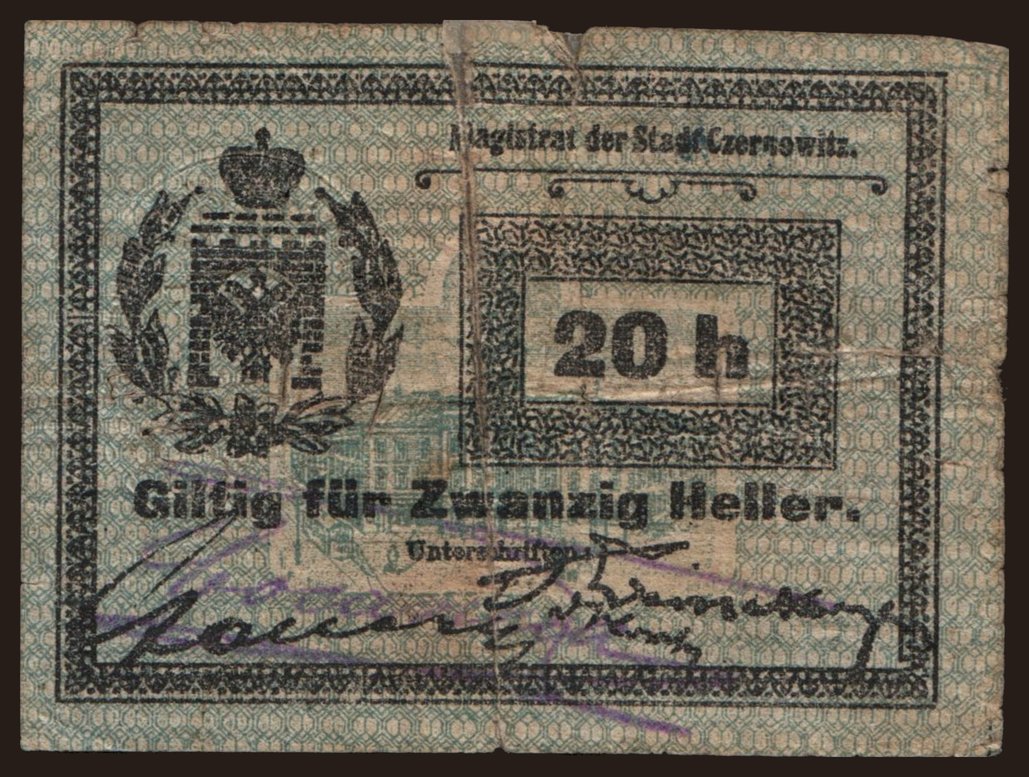 Magistrat der Stadt Czernowitz.
20 h
Giltig für Zwanzig Heller.
Unterschriften: